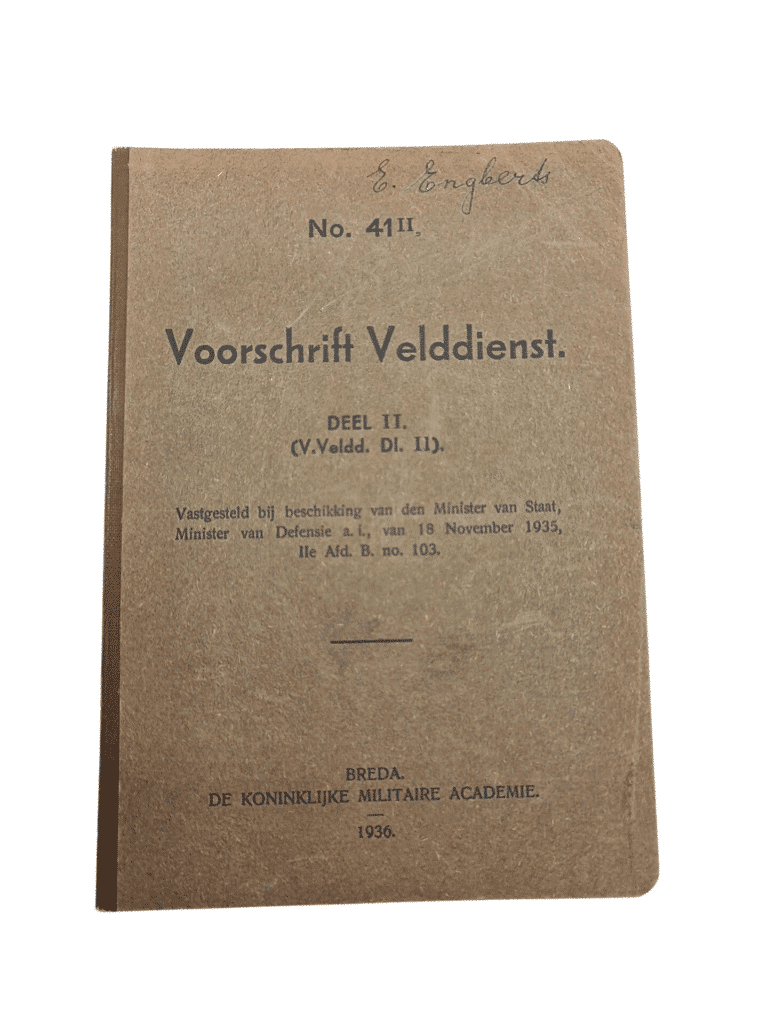 E. Engberts
No. 41II.
Voorschrift Velddienst.
DEEL II.
(V.Veldd. Dl. II).
Vastgesteld bij beschikking van den Minister van Staat,
Minister van Defensie a. i., van 18 November 1935,
IIe Afd. B. no. 103.
BREDA.
DE KONINKLIJKE MILITAIRE ACADEMIE.
1936.